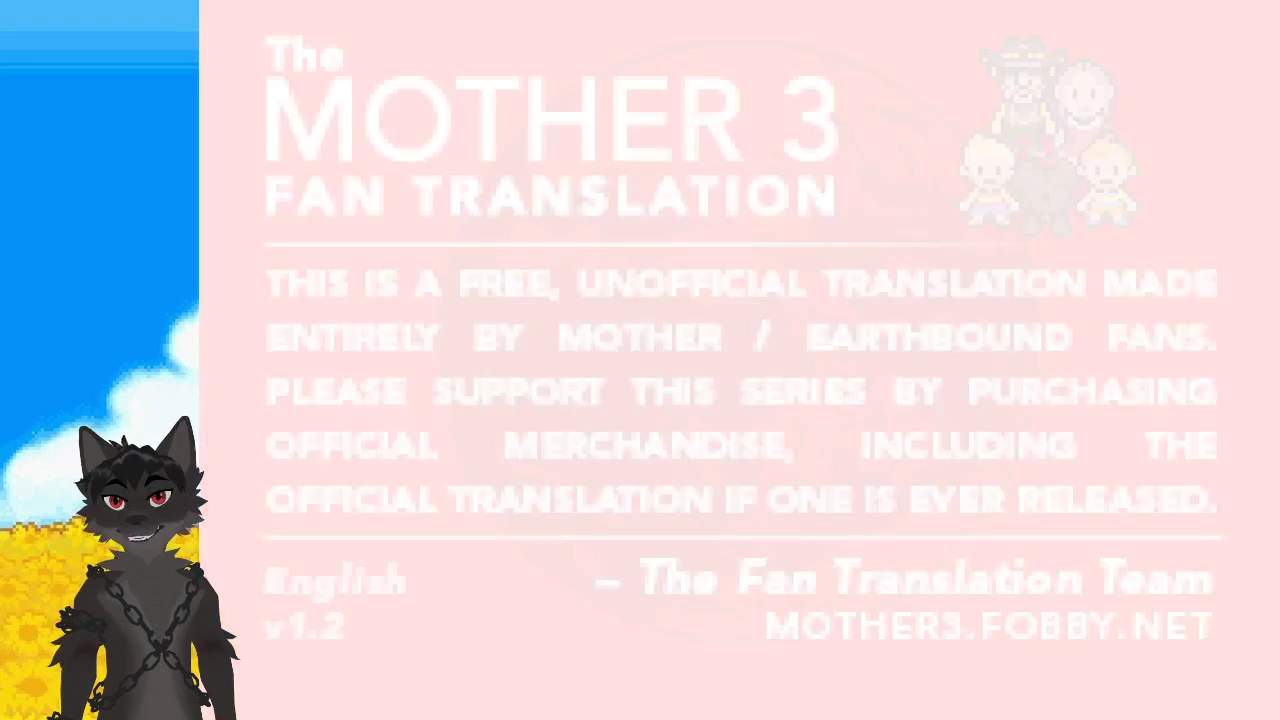 The
MOTHER 3
FAN TRANSLATION
THIS IS A FREE, UNOFFICIAL TRANSLATION MADE
ENTIRELY BY MOTHER / EARTHBOUND FANS.
PLEASE SUPPORT THIS SERIES BY PURCHASING
OFFICIAL MERCHANDISE, INCLUDING THE
OFFICIAL TRANSLATION IF ONE IS EVER RELEASED.
English – The Fan Translation Team
v1.2 MOTHER3.FOBBY.NET